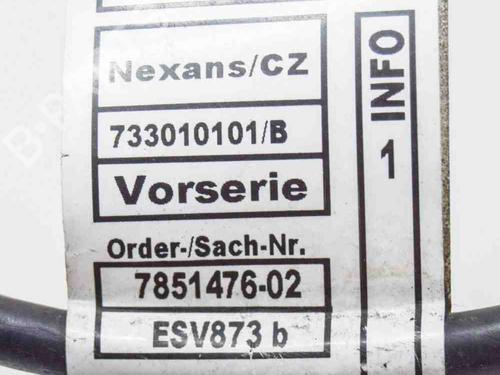 Nexans/CZ
733010101/B
Vorserie
Order-/Sach-Nr.
7851476-02
ESV873 b
INFO
1